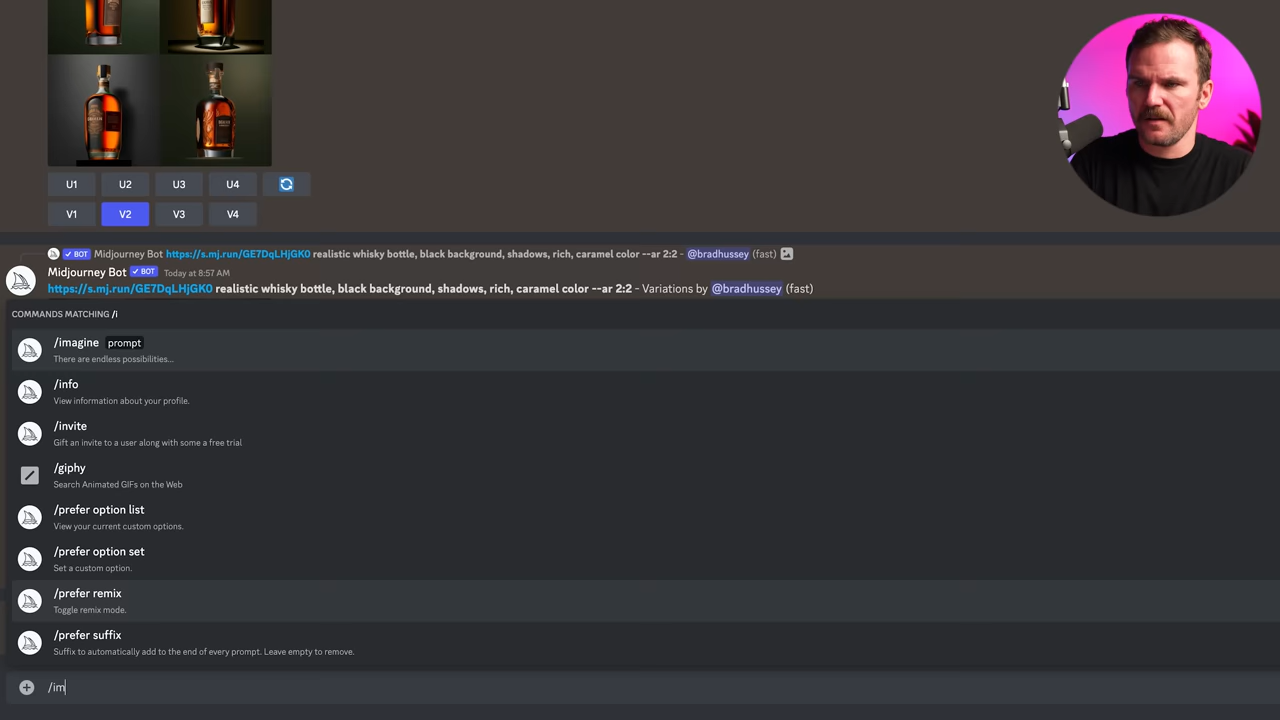 U1 U2 U3 U4
V1 V2 V3 V4
BOT Midjourney Bot https://s.mj.run/GE7DqLHjGK0 realistic whisky bottle, black background, shadows, rich, caramel color --ar 2:2 - @bradhussey (fast)
Midjourney Bot BOT Today at 8:57 AM
https://s.mj.run/GE7DqLHjGK0 realistic whisky bottle, black background, shadows, rich, caramel color --ar 2:2 - Variations by @bradhussey (fast)
COMMANDS MATCHING /i
/imagine prompt
There are endless possibilities...
/info
View information about your profile.
/invite
Gift an invite to a user along with some a free trial
/giphy
Search Animated GIFs on the Web
/prefer option list
View your current custom options.
/prefer option set
Set a custom option.
/prefer remix
Toggle remix mode.
/prefer suffix
Suffix to automatically add to the end of every prompt. Leave empty to remove.
/im